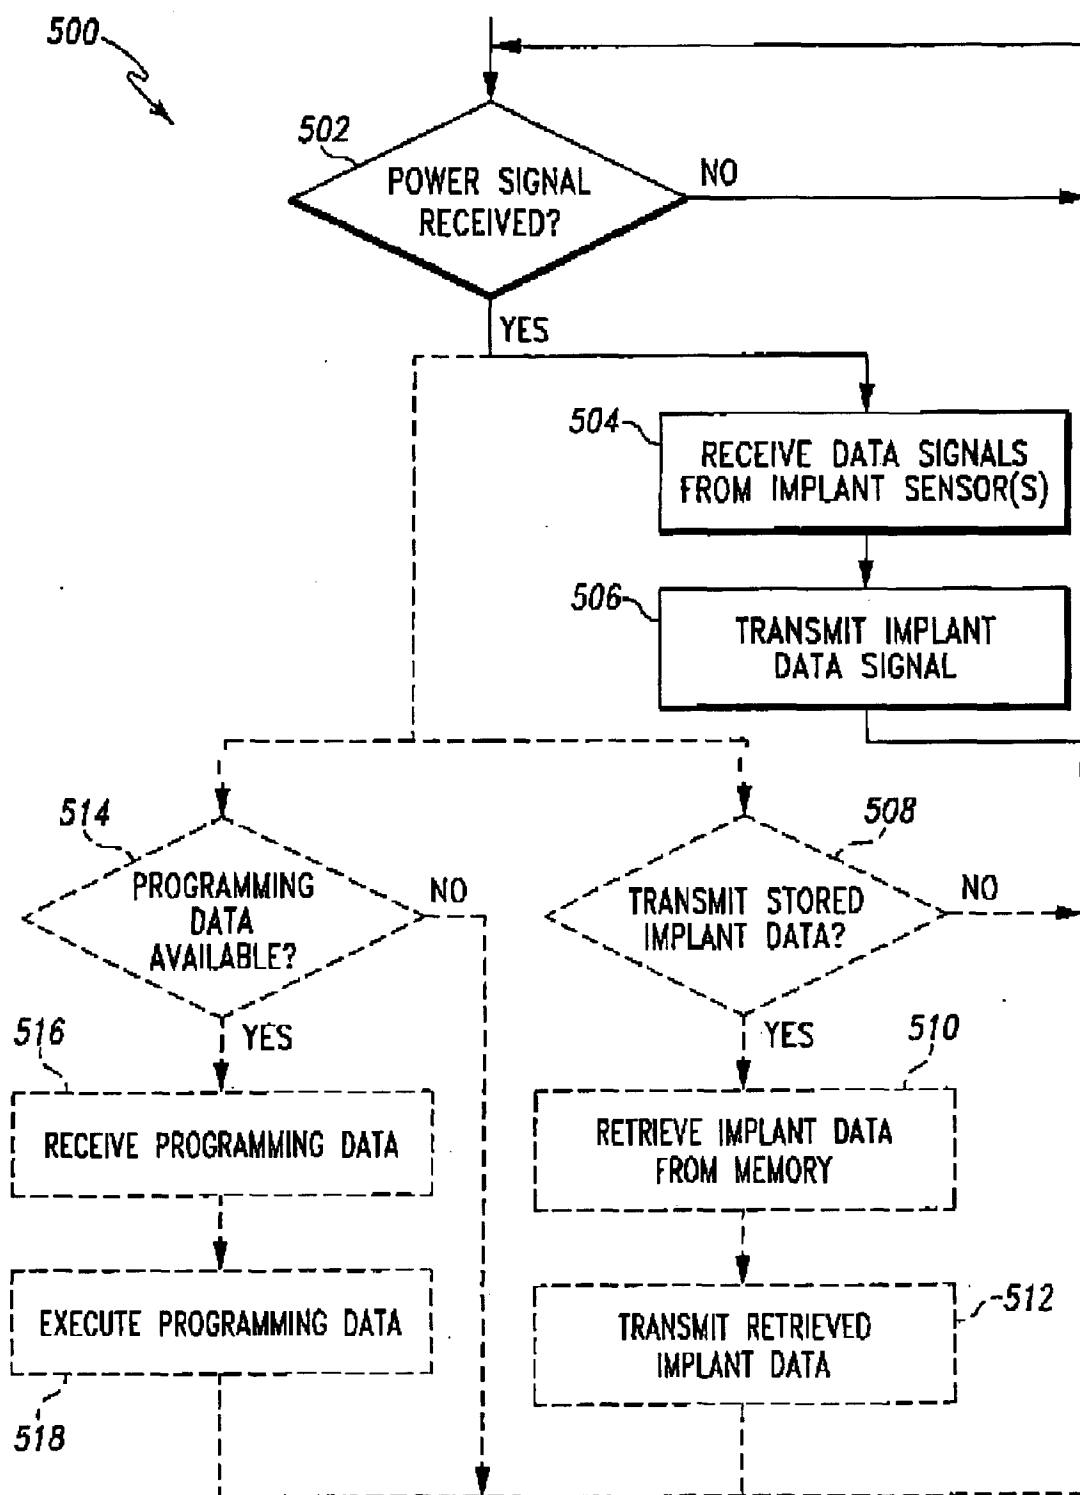 500
502
POWER SIGNAL
RECEIVED?
NO
YES
504
RECEIVE DATA SIGNALS
FROM IMPLANT SENSOR(S)
506
TRANSMIT IMPLANT
DATA SIGNAL
514
PROGRAMMING
DATA
AVAILABLE?
NO
508
TRANSMIT STORED
IMPLANT DATA?
NO
YES
YES
516
RECEIVE PROGRAMMING DATA
510
RETRIEVE IMPLANT DATA
FROM MEMORY
EXECUTE PROGRAMMING DATA
518
512
TRANSMIT RETRIEVED
IMPLANT DATA